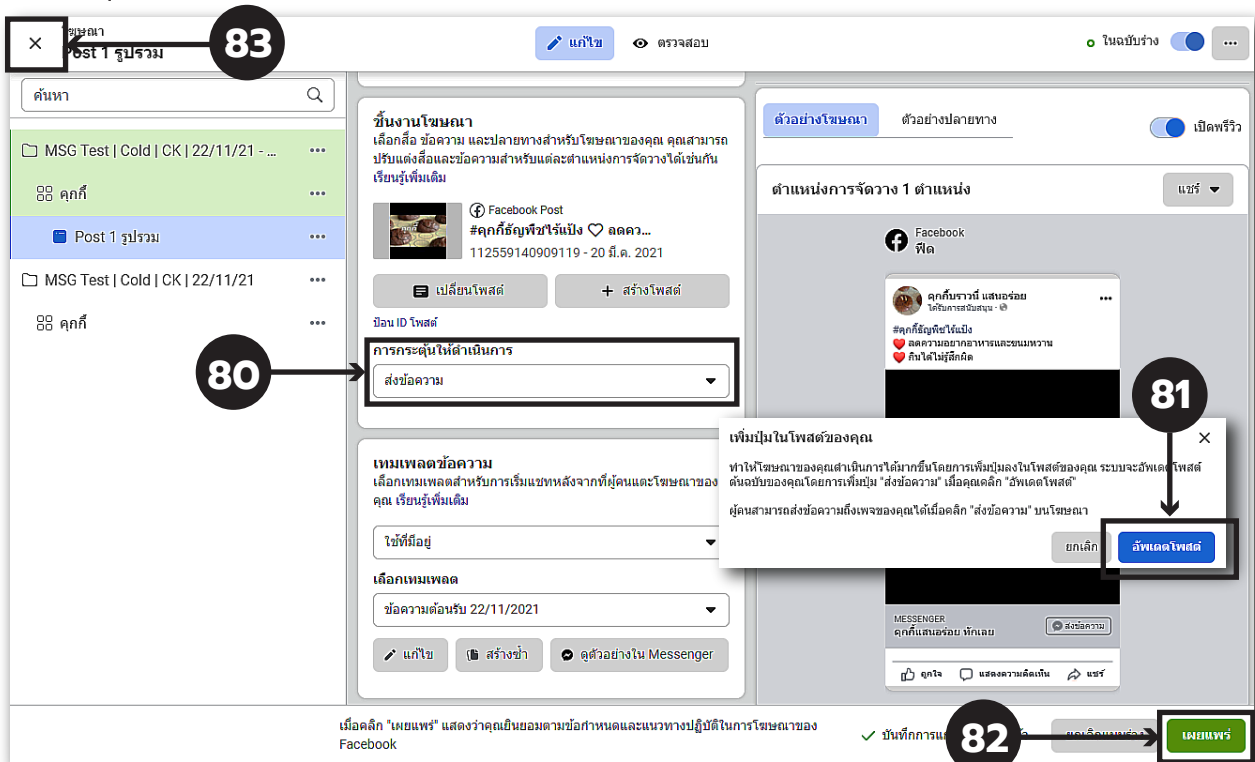 โฆษณา
Post 1 รูปรวม
83
แก้ไข
ตรวจสอบ
ในฉบับร่าง
ค้นหา
MSG Test | Cold | CK | 22/11/21 - ...
คุกกี้
Post 1 รูปรวม
MSG Test | Cold | CK | 22/11/21
คุกกี้
ชิ้นงานโฆษณา
เลือกสื่อ ข้อความ และปลายทางสำหรับโฆษณาของคุณ คุณสามารถ
ปรับแต่งสื่อและข้อความสำหรับแต่ละตำแหน่งการจัดวางได้เช่นกัน
เรียนรู้เพิ่มเติม
Facebook Post
#คุกกี้ธัญพืชไร้แป้ง ♡ ลดคว...
112559140909119 - 20 มี.ค. 2021
เปลี่ยนโพสต์
+ สร้างโพสต์
ป้อน ID โพสต์
80
การกระตุ้นให้ดำเนินการ
ส่งข้อความ
เทมเพลตข้อความ
เลือกเทมเพลตสำหรับการเริ่มแชทหลังจากที่ผู้คนแตะโฆษณาของ
คุณ เรียนรู้เพิ่มเติม
ใช้ที่มีอยู่
เลือกเทมเพลต
ข้อความต้อนรับ 22/11/2021
แก้ไข
สร้างซ้ำ
ดูตัวอย่างใน Messenger
ตัวอย่างโฆษณา
ตัวอย่างปลายทาง
เปิดพรีวิว
ตำแหน่งการจัดวาง 1 ตำแหน่ง
แชร์
Facebook
ฟีด
คุกกี้บราวนี่ แสนอร่อย
ได้รับการสนับสนุน
#คุกกี้ธัญพืชไร้แป้ง
❤️ ลดความอยากอาหารและขนมหวาน
❤️ กินได้ไม่รู้สึกผิด
81
เพิ่มปุ่มในโพสต์ของคุณ
ทำให้โฆษณาของคุณดำเนินการได้มากขึ้นโดยการเพิ่มปุ่มลงในโพสต์ของคุณ ระบบจะอัพเดตโพสต์
ต้นฉบับของคุณโดยการเพิ่มปุ่ม "ส่งข้อความ" เมื่อคุณคลิก "อัพเดตโพสต์"
ผู้คนสามารถส่งข้อความถึงเพจของคุณได้เมื่อคลิก "ส่งข้อความ" บนโฆษณา
ยกเลิก
อัพเดตโพสต์
MESSENGER
คุกกี้แสนอร่อย ทักเลย
ส่งข้อความ
ถูกใจ
แสดงความคิดเห็น
แชร์
เมื่อคลิก "เผยแพร่" แสดงว่าคุณยินยอมตามข้อกำหนดและแนวทางปฏิบัติในการโฆษณาของ
Facebook
82
เผยแพร่